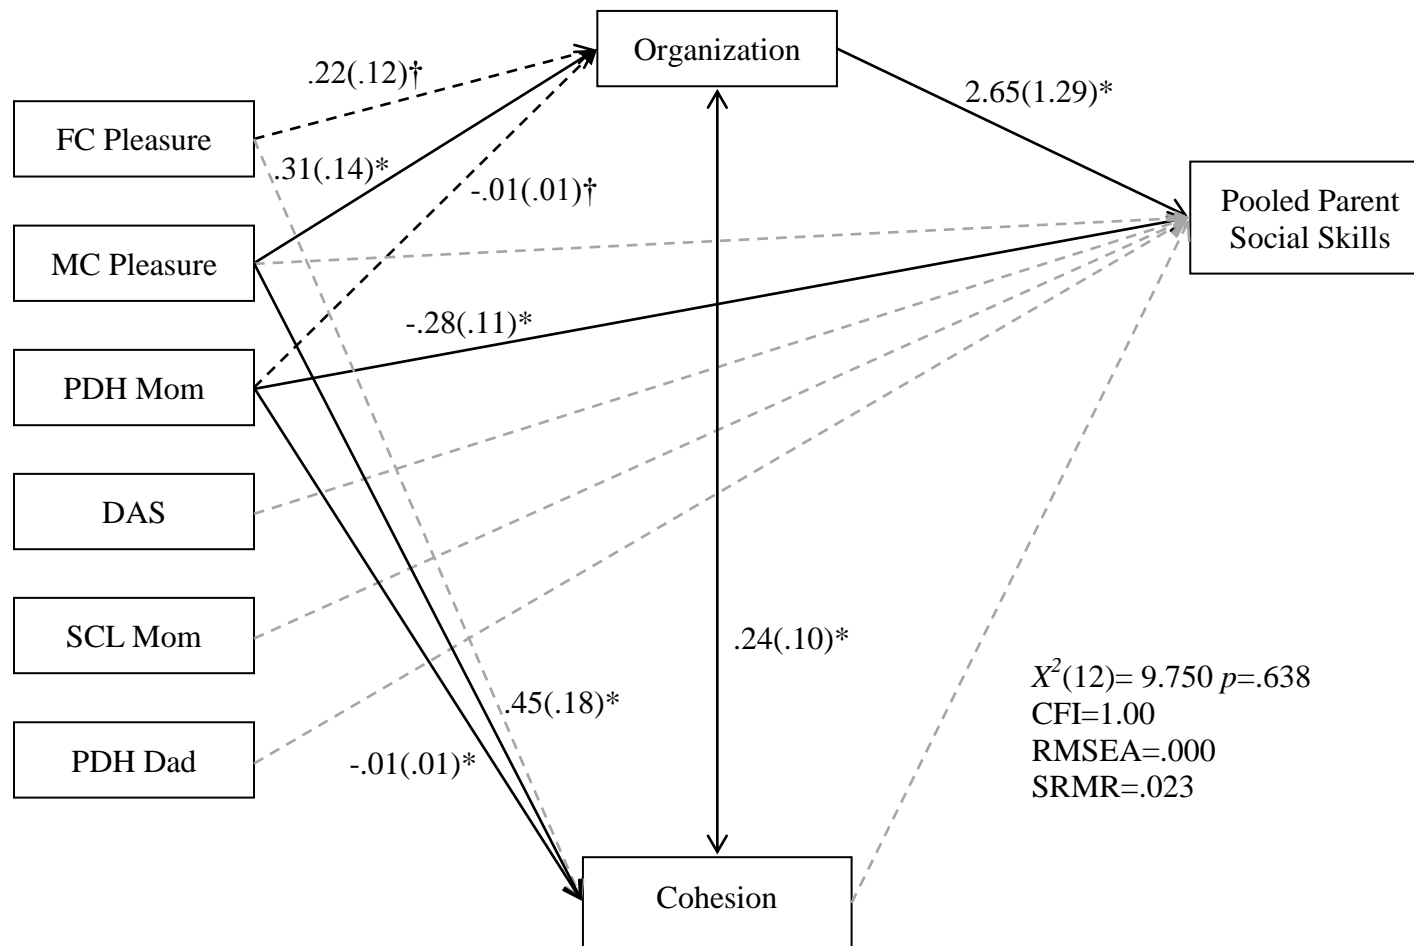 Organization
.22(.12)†
2.65(1.29)*
FC Pleasure
.31(.14)*
-.01(.01)†
Pooled Parent
Social Skills
MC Pleasure
-.28(.11)*
PDH Mom
DAS
SCL Mom
.24(.10)*
X²(12)= 9.750 p=.638
CFI=1.00
RMSEA=.000
SRMR=.023
.45(.18)*
PDH Dad
-.01(.01)*
Cohesion